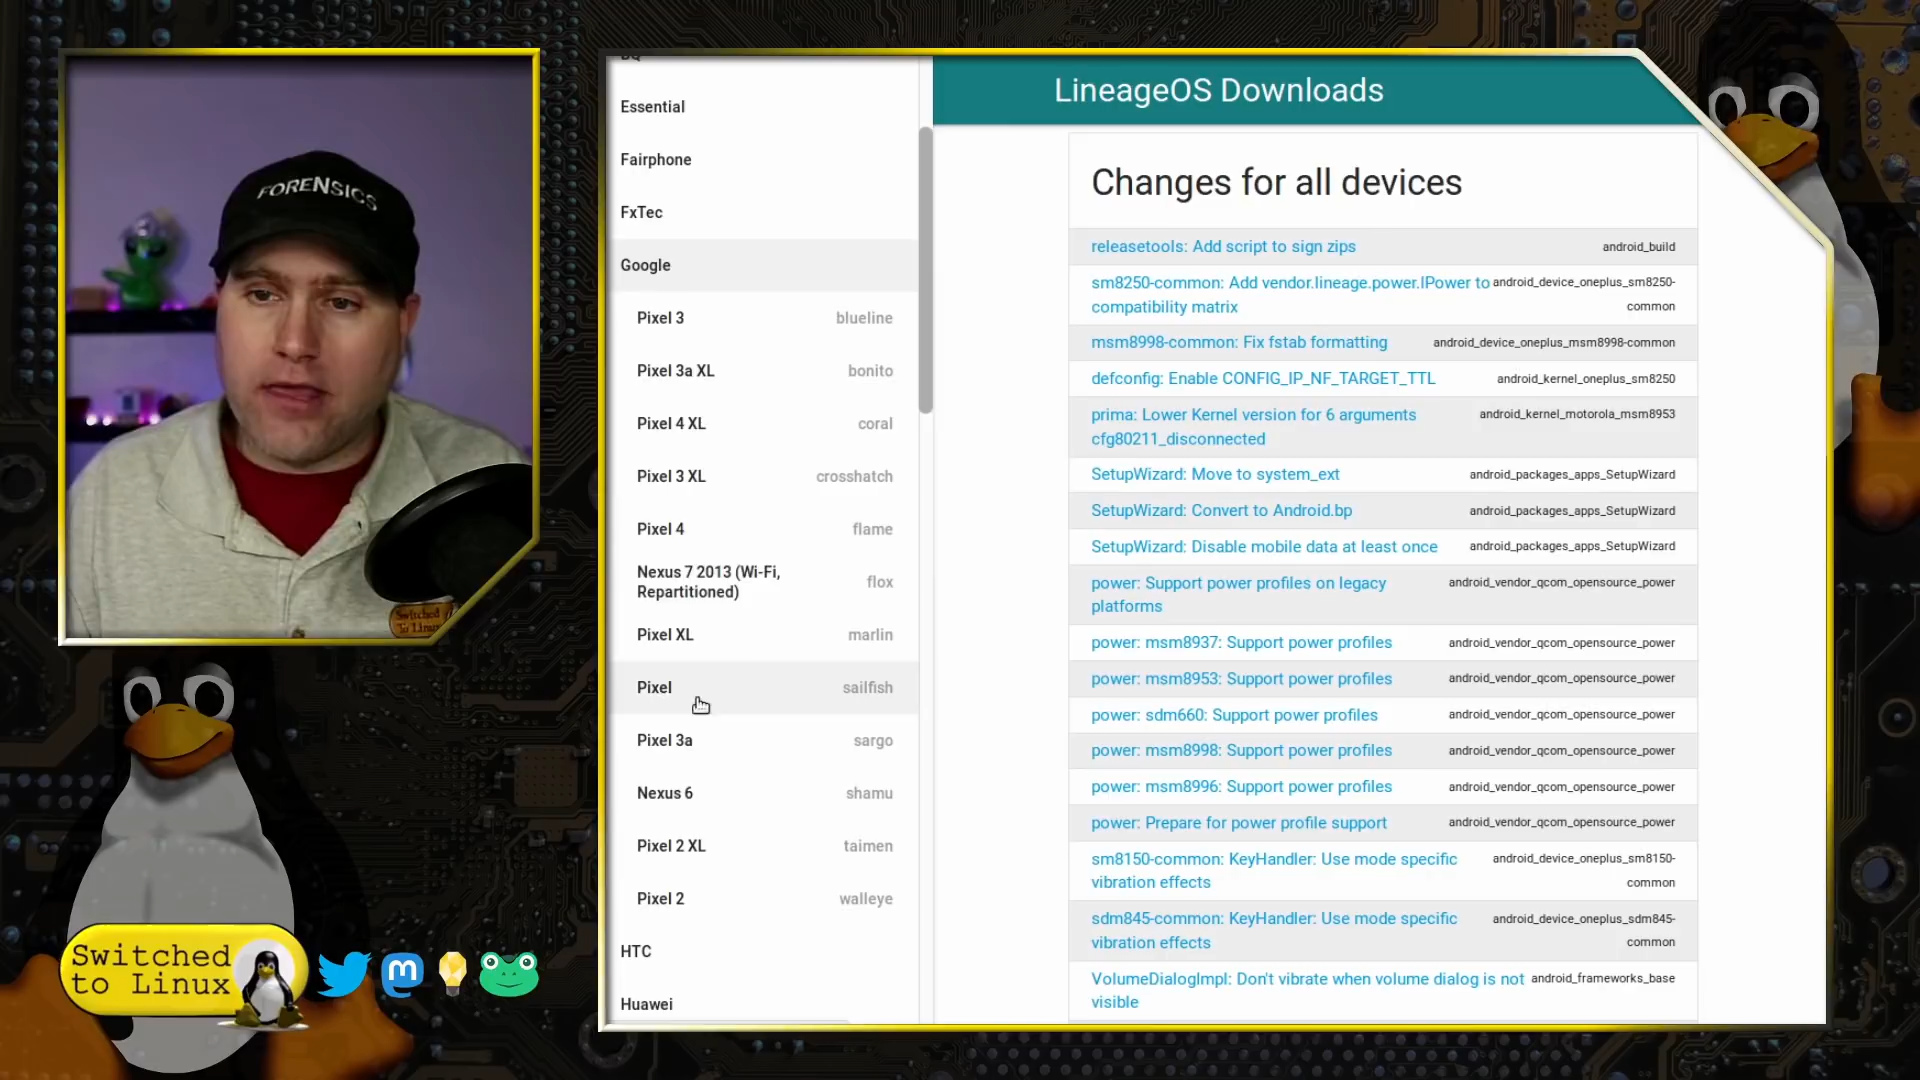 FORENSICS
Switched
To Linux
BQ
Essential
Fairphone
FxTec
Google
Pixel 3 blueline
Pixel 3a XL bonito
Pixel 4 XL coral
Pixel 3 XL crosshatch
Pixel 4 flame
Nexus 7 2013 (Wi-Fi,
Repartitioned) flox
Pixel XL marlin
Pixel sailfish
Pixel 3a sargo
Nexus 6 shamu
Pixel 2 XL taimen
Pixel 2 walleye
HTC
Huawei
LineageOS Downloads
Changes for all devices
releasetools: Add script to sign zips android_build
sm8250-common: Add vendor.lineage.power.IPower to android_device_oneplus_sm8250-
compatibility matrix common
msm8998-common: Fix fstab formatting android_device_oneplus_msm8998-common
defconfig: Enable CONFIG_IP_NF_TARGET_TTL android_kernel_oneplus_sm8250
prima: Lower Kernel version for 6 arguments android_kernel_motorola_msm8953
cfg80211_disconnected
SetupWizard: Move to system_ext android_packages_apps_SetupWizard
SetupWizard: Convert to Android.bp android_packages_apps_SetupWizard
SetupWizard: Disable mobile data at least once android_packages_apps_SetupWizard
power: Support power profiles on legacy android_vendor_qcom_opensource_power
platforms
power: msm8937: Support power profiles android_vendor_qcom_opensource_power
power: msm8953: Support power profiles android_vendor_qcom_opensource_power
power: sdm660: Support power profiles android_vendor_qcom_opensource_power
power: msm8998: Support power profiles android_vendor_qcom_opensource_power
power: msm8996: Support power profiles android_vendor_qcom_opensource_power
power: Prepare for power profile support android_vendor_qcom_opensource_power
sm8150-common: KeyHandler: Use mode specific android_device_oneplus_sm8150-
vibration effects common
sdm845-common: KeyHandler: Use mode specific android_device_oneplus_sdm845-
vibration effects common
VolumeDialogImpl: Don't vibrate when volume dialog is not android_frameworks_base
visible
Switched
to Linux